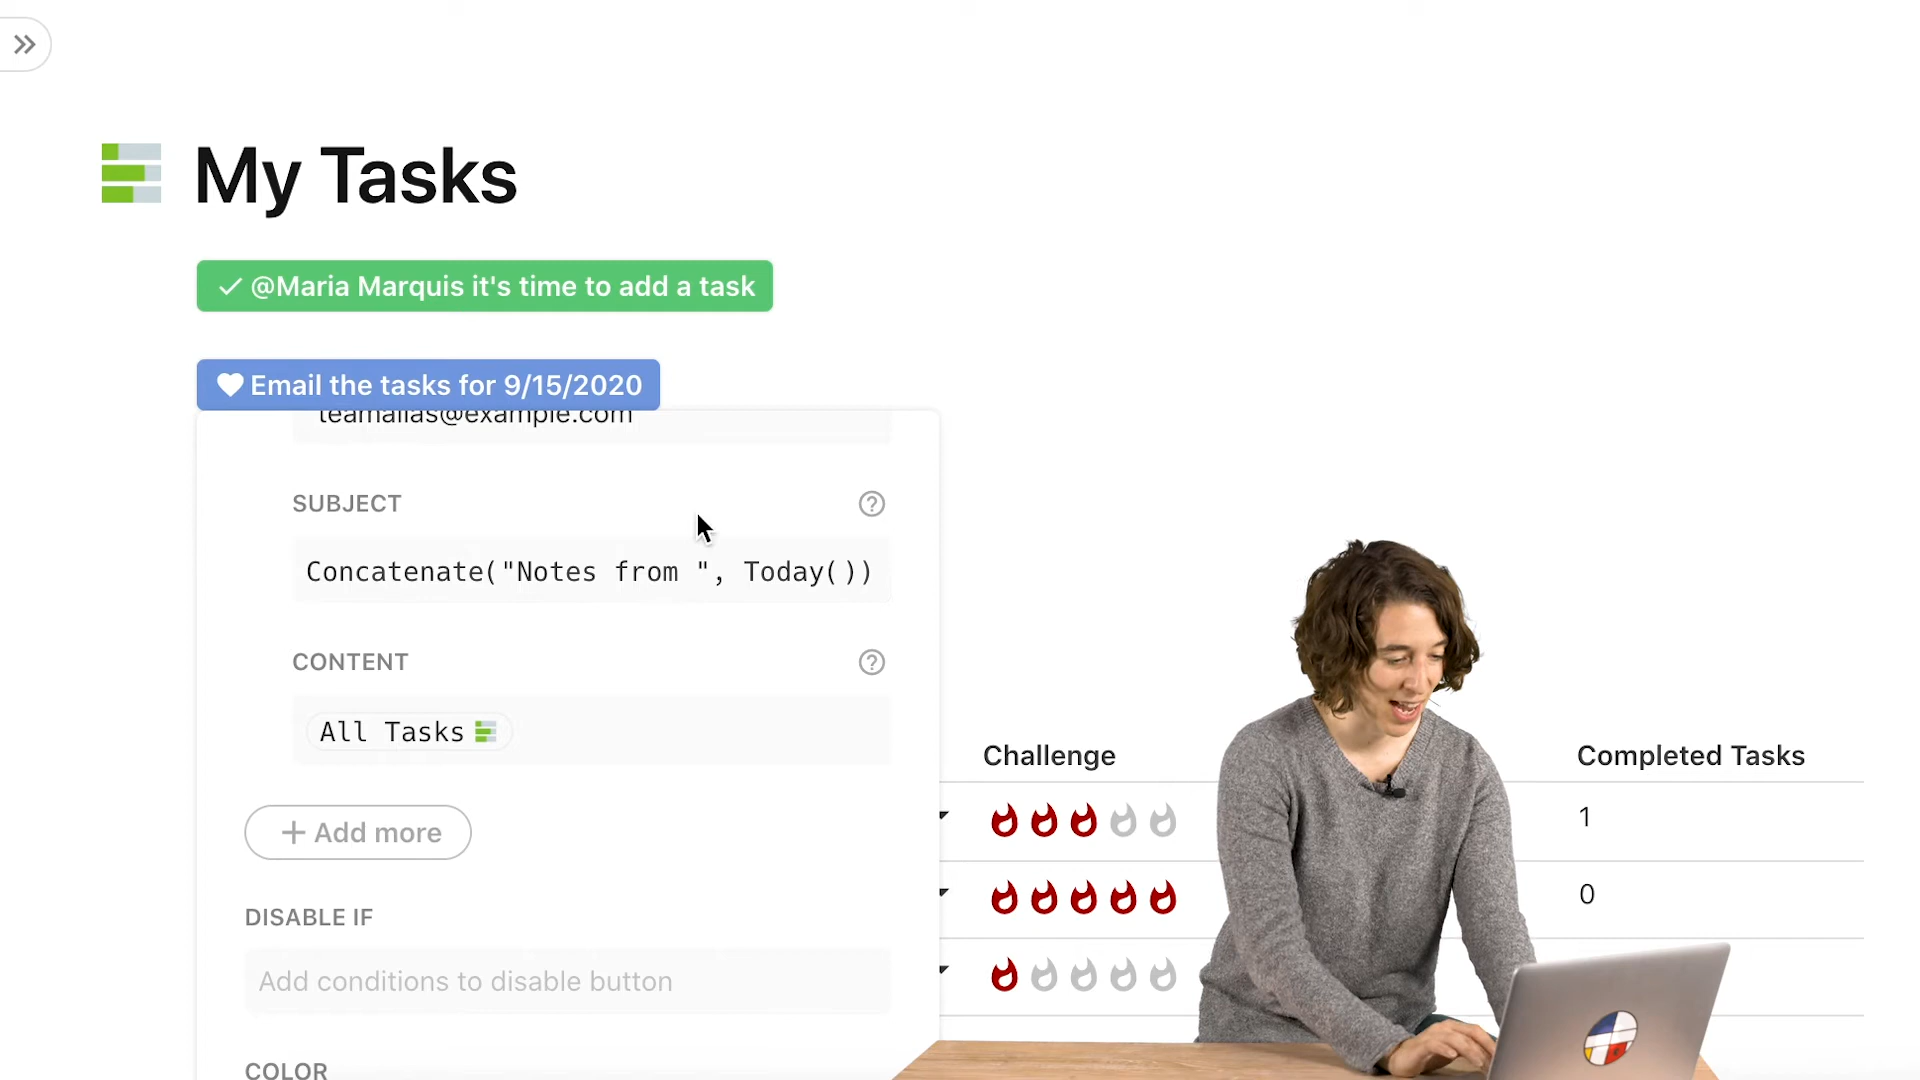 My Tasks
@Maria Marquis it's time to add a task
Email the tasks for 9/15/2020
teamalias@example.com
SUBJECT
Concatenate("Notes from ", Today())
CONTENT
All Tasks
Add more
DISABLE IF
Add conditions to disable button
COLOR
Challenge
Completed Tasks
1
0